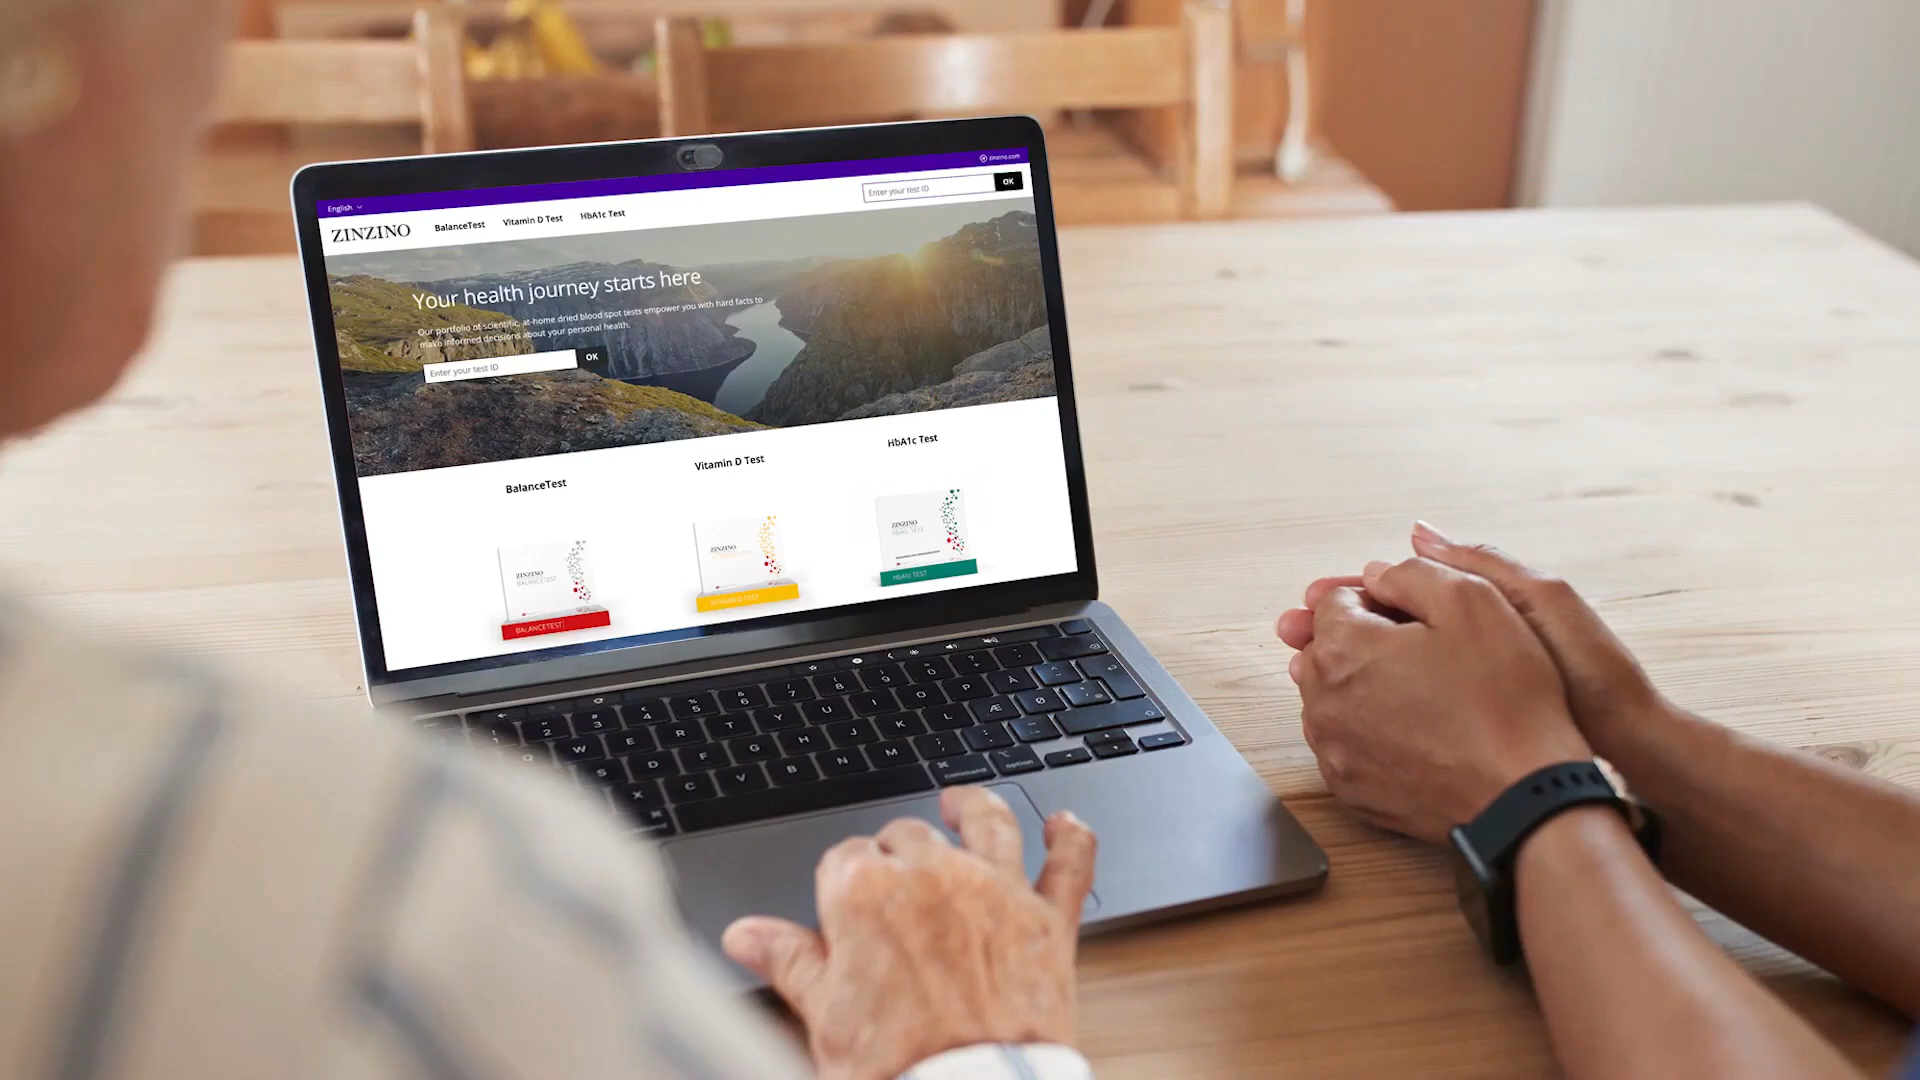 English
zinzino.com
ZINZINO
BalanceTest
Vitamin D Test
HbA1c Test
Enter your test ID
OK
Your health journey starts here
Our portfolio of scientific, at-home dried blood spot tests empower you with hard facts to
make informed decisions about your personal health.
Enter your test ID
OK
BalanceTest
Vitamin D Test
HbA1c Test
ZINZINO
BALANCETEST
BALANCETEST
ZINZINO
VITAMIN D TEST
ZINZINO
HbA1c TEST
HbA1c TEST
command
option